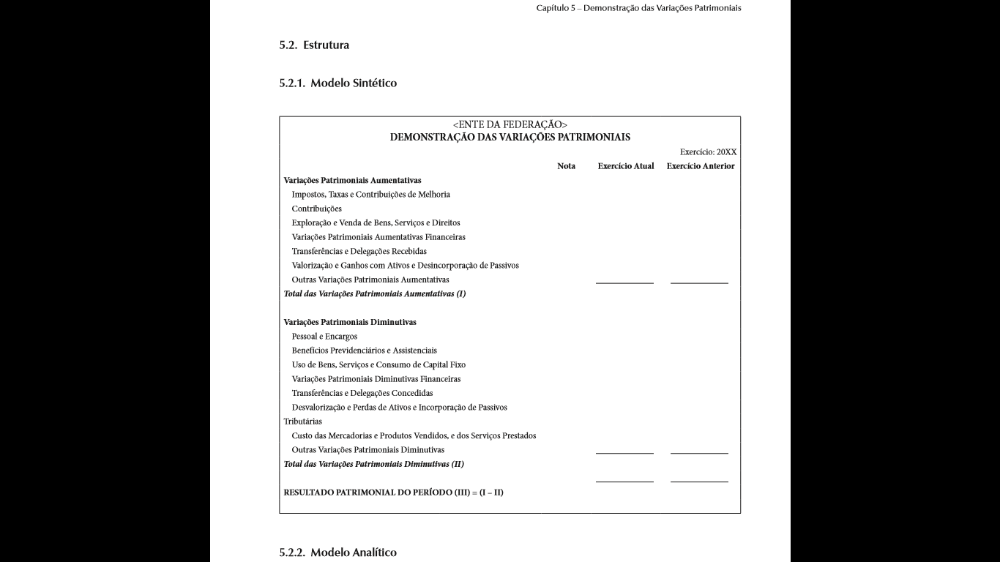 Capítulo 5 – Demonstração das Variações Patrimoniais
5.2. Estrutura
5.2.1. Modelo Sintético
<ENTE DA FEDERAÇÃO>
DEMONSTRAÇÃO DAS VARIAÇÕES PATRIMONIAIS
Exercício: 20XX
Nota Exercício Atual Exercício Anterior
Variações Patrimoniais Aumentativas
Impostos, Taxas e Contribuições de Melhoria
Contribuições
Exploração e Venda de Bens, Serviços e Direitos
Variações Patrimoniais Aumentativas Financeiras
Transferências e Delegações Recebidas
Valorização e Ganhos com Ativos e Desincorporação de Passivos
Outras Variações Patrimoniais Aumentativas
Total das Variações Patrimoniais Aumentativas (I)
Variações Patrimoniais Diminutivas
Pessoal e Encargos
Benefícios Previdenciários e Assistenciais
Uso de Bens, Serviços e Consumo de Capital Fixo
Variações Patrimoniais Diminutivas Financeiras
Transferências e Delegações Concedidas
Desvalorização e Perdas de Ativos e Incorporação de Passivos
Tributárias
Custo das Mercadorias e Produtos Vendidos, e dos Serviços Prestados
Outras Variações Patrimoniais Diminutivas
Total das Variações Patrimoniais Diminutivas (II)
RESULTADO PATRIMONIAL DO PERÍODO (III) = (I – II)
5.2.2. Modelo Analítico